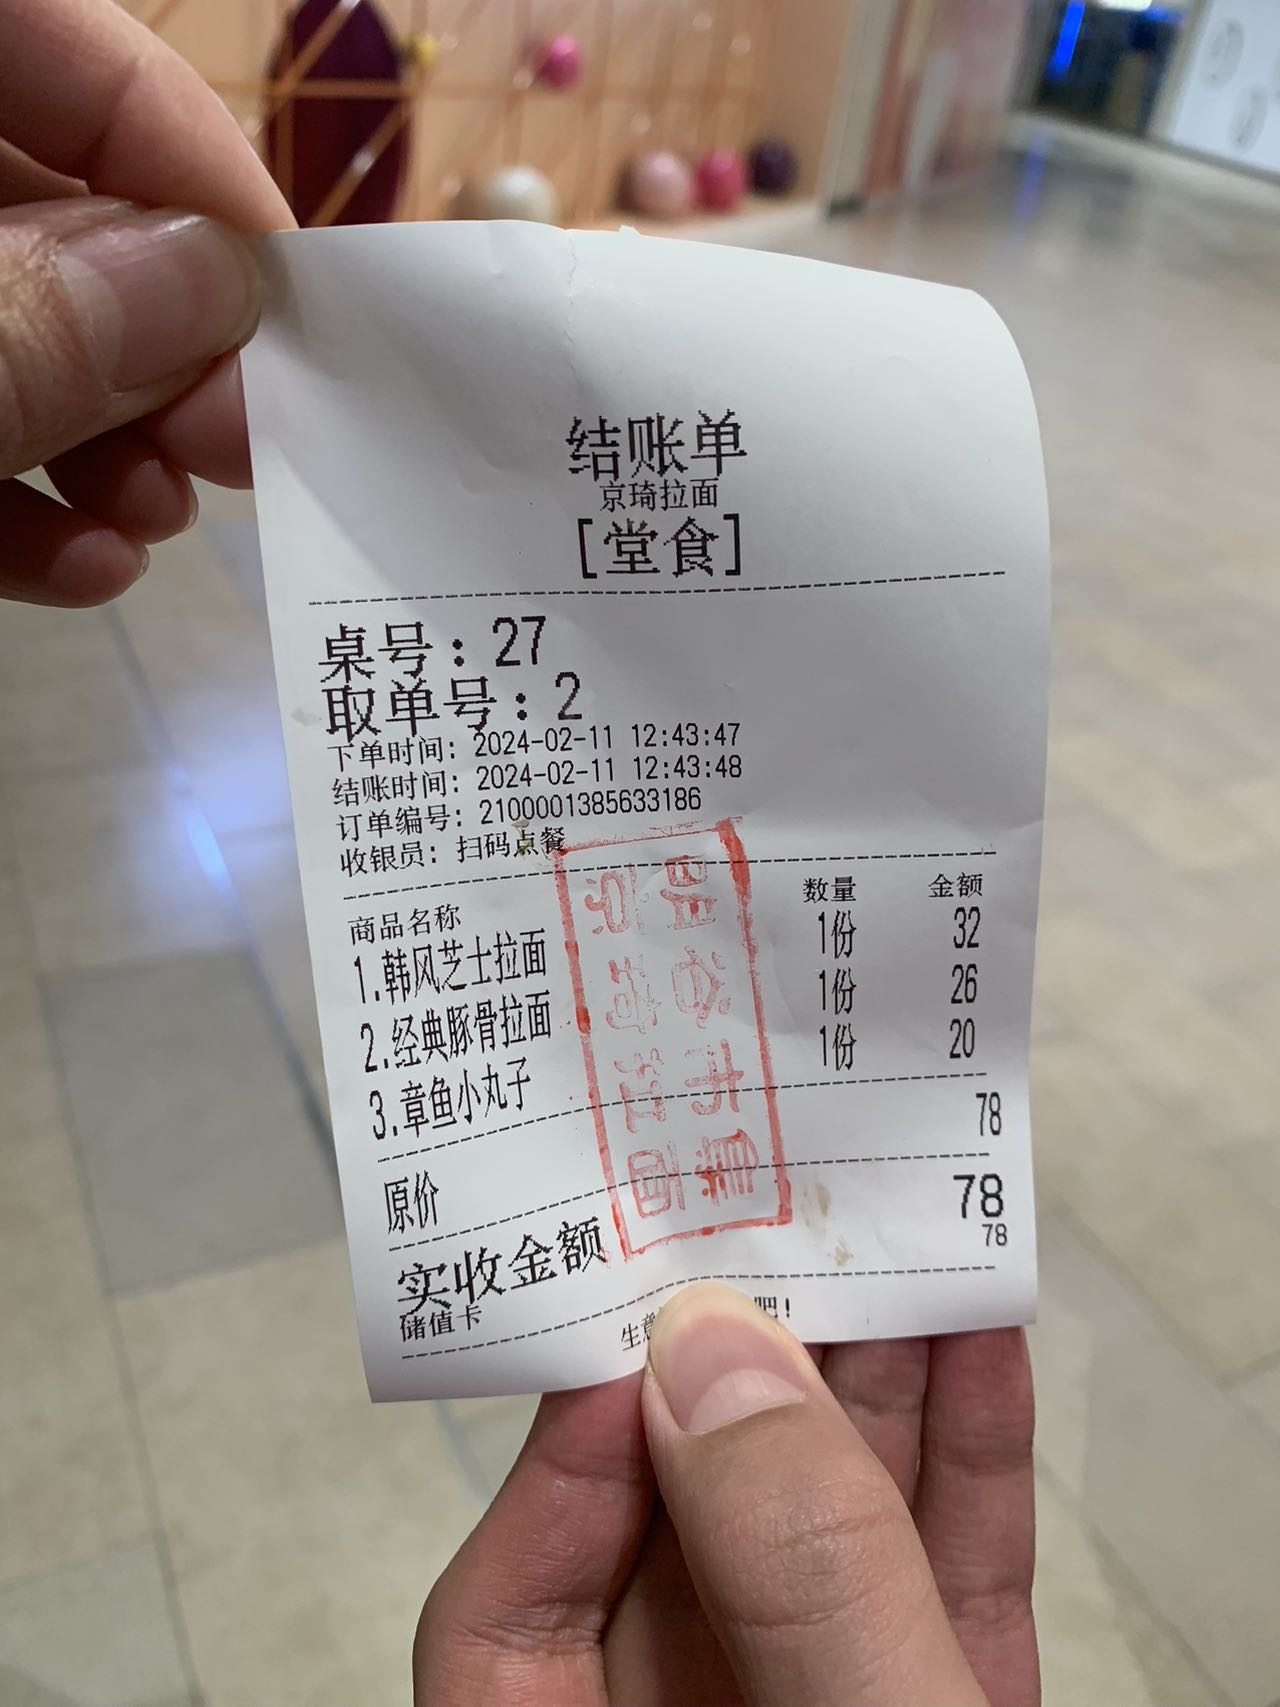 结账单
京琦拉面
[堂食]
桌号：27
取单号：2
下单时间：2024-02-11 12:43:47
结账时间：2024-02-11 12:43:48
订单编号：2100001385633186
收银员：扫码点餐
商品名称 数量 金额
1.韩风芝士拉面 1份 32
2.经典豚骨拉面 1份 26
3.章鱼小丸子 1份 20
原价 78
实收金额 78
储值卡 78
生意 吧！
京琦拉面